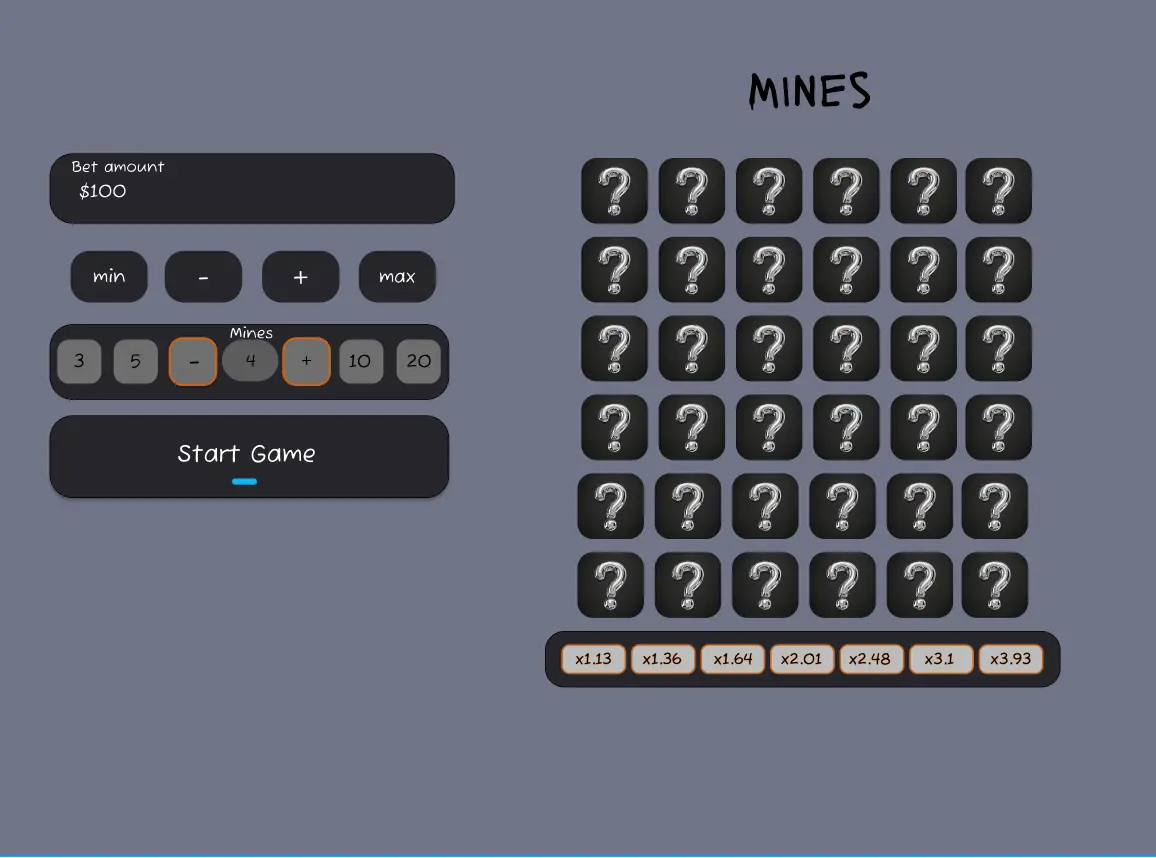 MINES
Bet amount
$100
min - + max
Mines
3 5 - 4 + 10 20
Start Game
? ? ? ? ? ?
? ? ? ? ? ?
? ? ? ? ? ?
? ? ? ? ? ?
? ? ? ? ? ?
? ? ? ? ? ?
x1.13 x1.36 x1.64 x2.01 x2.48 x3.1 x3.93